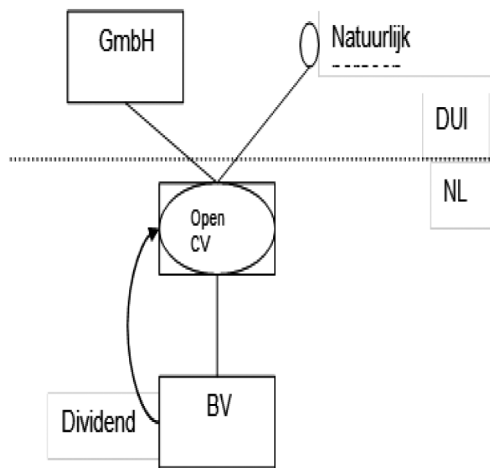 GmbH
Natuurlijk
DUI
NL
Open
CV
Dividend
BV